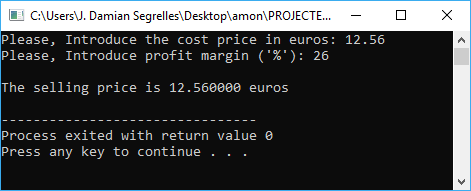 C:\Users\J. Damian Segrelles\Desktop\amon\PROJECTE...
Please, Introduce the cost price in euros: 12.56
Please, Introduce profit margin ('%'): 26
The selling price is 12.560000 euros
--------------------------------
Process exited with return value 0
Press any key to continue . . .